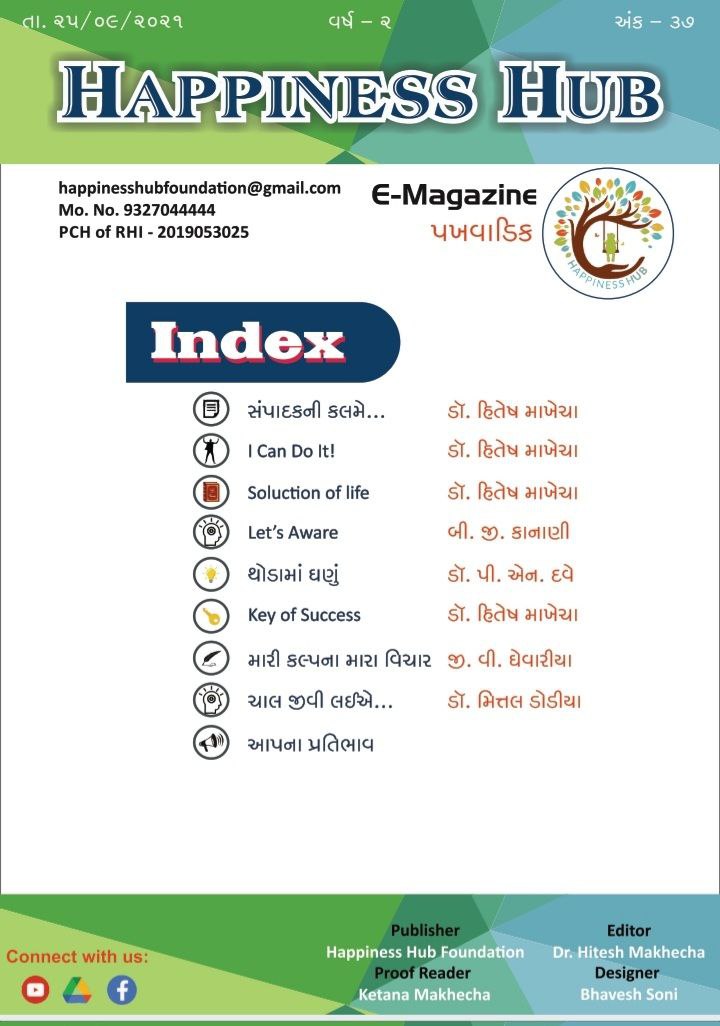 તા. ૨૫/૦૯/૨૦૨૧ વર્ષ – ૨ અંક – ૩૭
HAPPINESS HUB
happinesshubfoundation@gmail.com
Mo. No. 9327044444
PCH of RHI - 2019053025
E-Magazine
પખવાડિક
HAPPINESS HUB
Index
સંપાદકની કલમે... ડૉ. હિતેષ માખેચા
I Can Do It! ડૉ. હિતેષ માખેચા
Soluction of life ડૉ. હિતેષ માખેચા
Let's Aware બી. જી. કાનાણી
થોડામાં ઘણું ડૉ. પી. એન. દવે
Key of Success ડૉ. હિતેષ માખેચા
મારી કલ્પના મારા વિચાર જી. વી. ઘેવારીયા
ચાલ જીવી લઈએ... ડૉ. મિત્તલ ડોડીયા
આપના પ્રતિભાવ
Connect with us:
Publisher
Happiness Hub Foundation
Proof Reader
Ketana Makhecha
Editor
Dr. Hitesh Makhecha
Designer
Bhavesh Soni